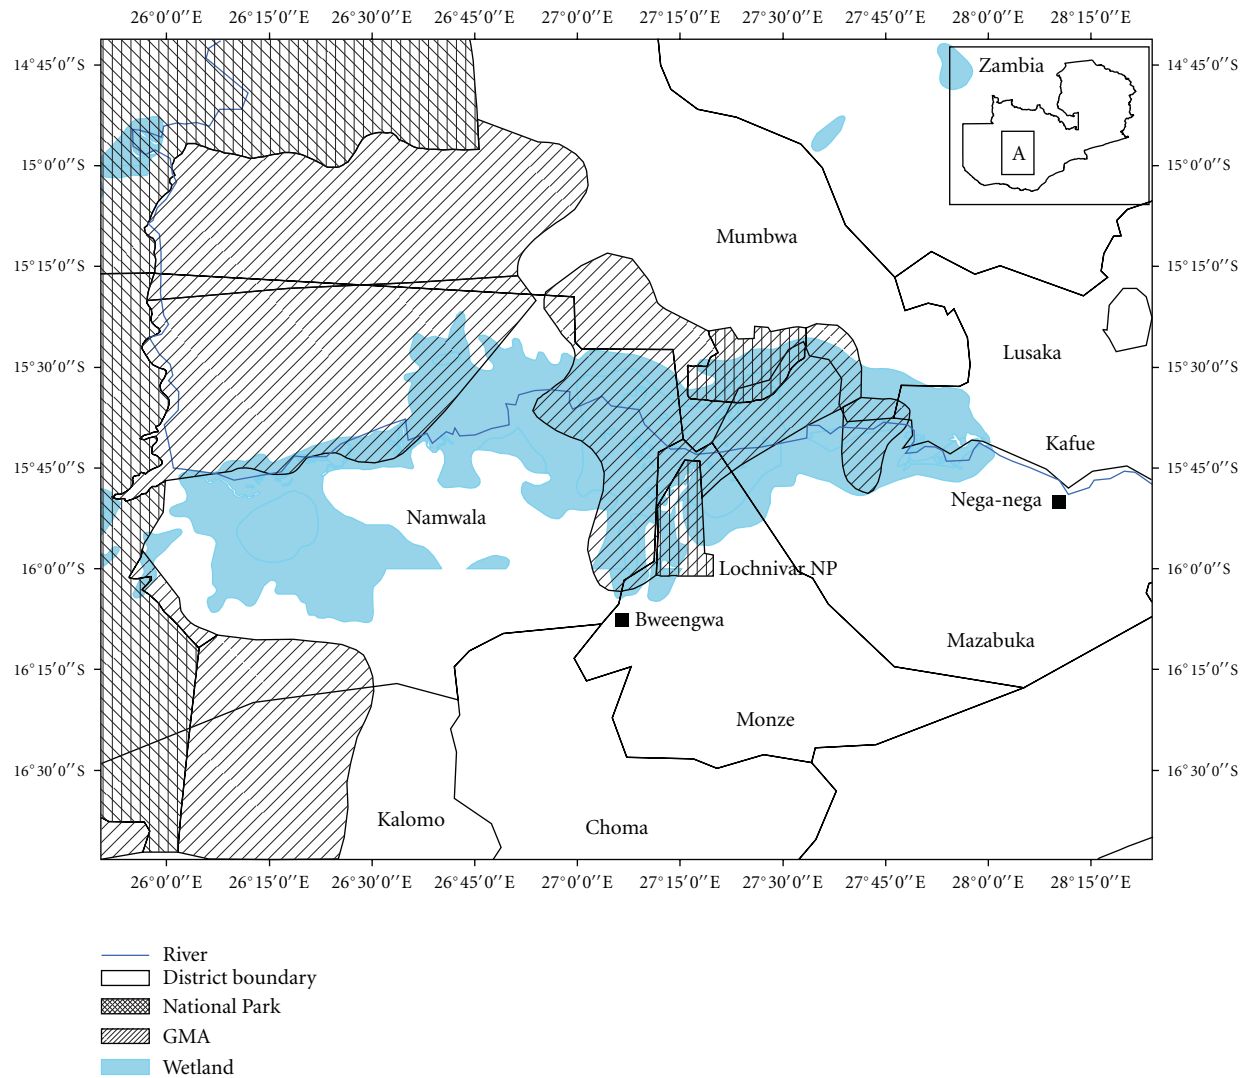 26°0′0″E 26°15′0″E 26°30′0″E 26°45′0″E 27°0′0″E 27°15′0″E 27°30′0″E 27°45′0″E 28°0′0″E 28°15′0″E
14°45′0″S 14°45′0″S
Zambia
15°0′0″S 15°0′0″S
A
Mumbwa
15°15′0″S 15°15′0″S
Lusaka
15°30′0″S 15°30′0″S
Kafue
15°45′0″S 15°45′0″S
Nega-nega
Namwala
16°0′0″S 16°0′0″S
Lochnivar NP
Bweengwa
Mazabuka
16°15′0″S 16°15′0″S
Monze
16°30′0″S 16°30′0″S
Kalomo
Choma
26°0′0″E 26°15′0″E 26°30′0″E 26°45′0″E 27°0′0″E 27°15′0″E 27°30′0″E 27°45′0″E 28°0′0″E 28°15′0″E
River
District boundary
National Park
GMA
Wetland